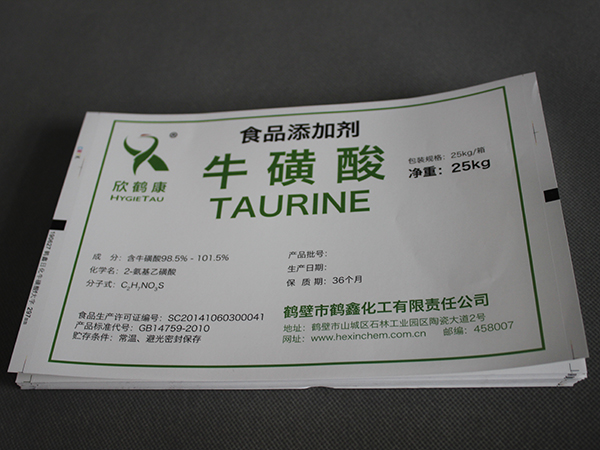 ®
食品添加剂
欣鹤康
HYGIETAU
牛磺酸
TAURINE
包装规格：25kg/箱
净重：25kg
成 分：含牛磺酸98.5% - 101.5%
化学名：2-氨基乙磺酸
分子式：C₂H₇NO₃S
产品批号：
生产日期：
保 质 期：36个月
食品生产许可证编号：SC20141060300041
产品标准代号：GB14759-2010
贮存条件：常温、避光密封保存
鹤壁市鹤鑫化工有限责任公司
地址：鹤壁市山城区石林工业园区陶瓷大道2号
网址：www.hexinchem.com.cn 邮编：458007